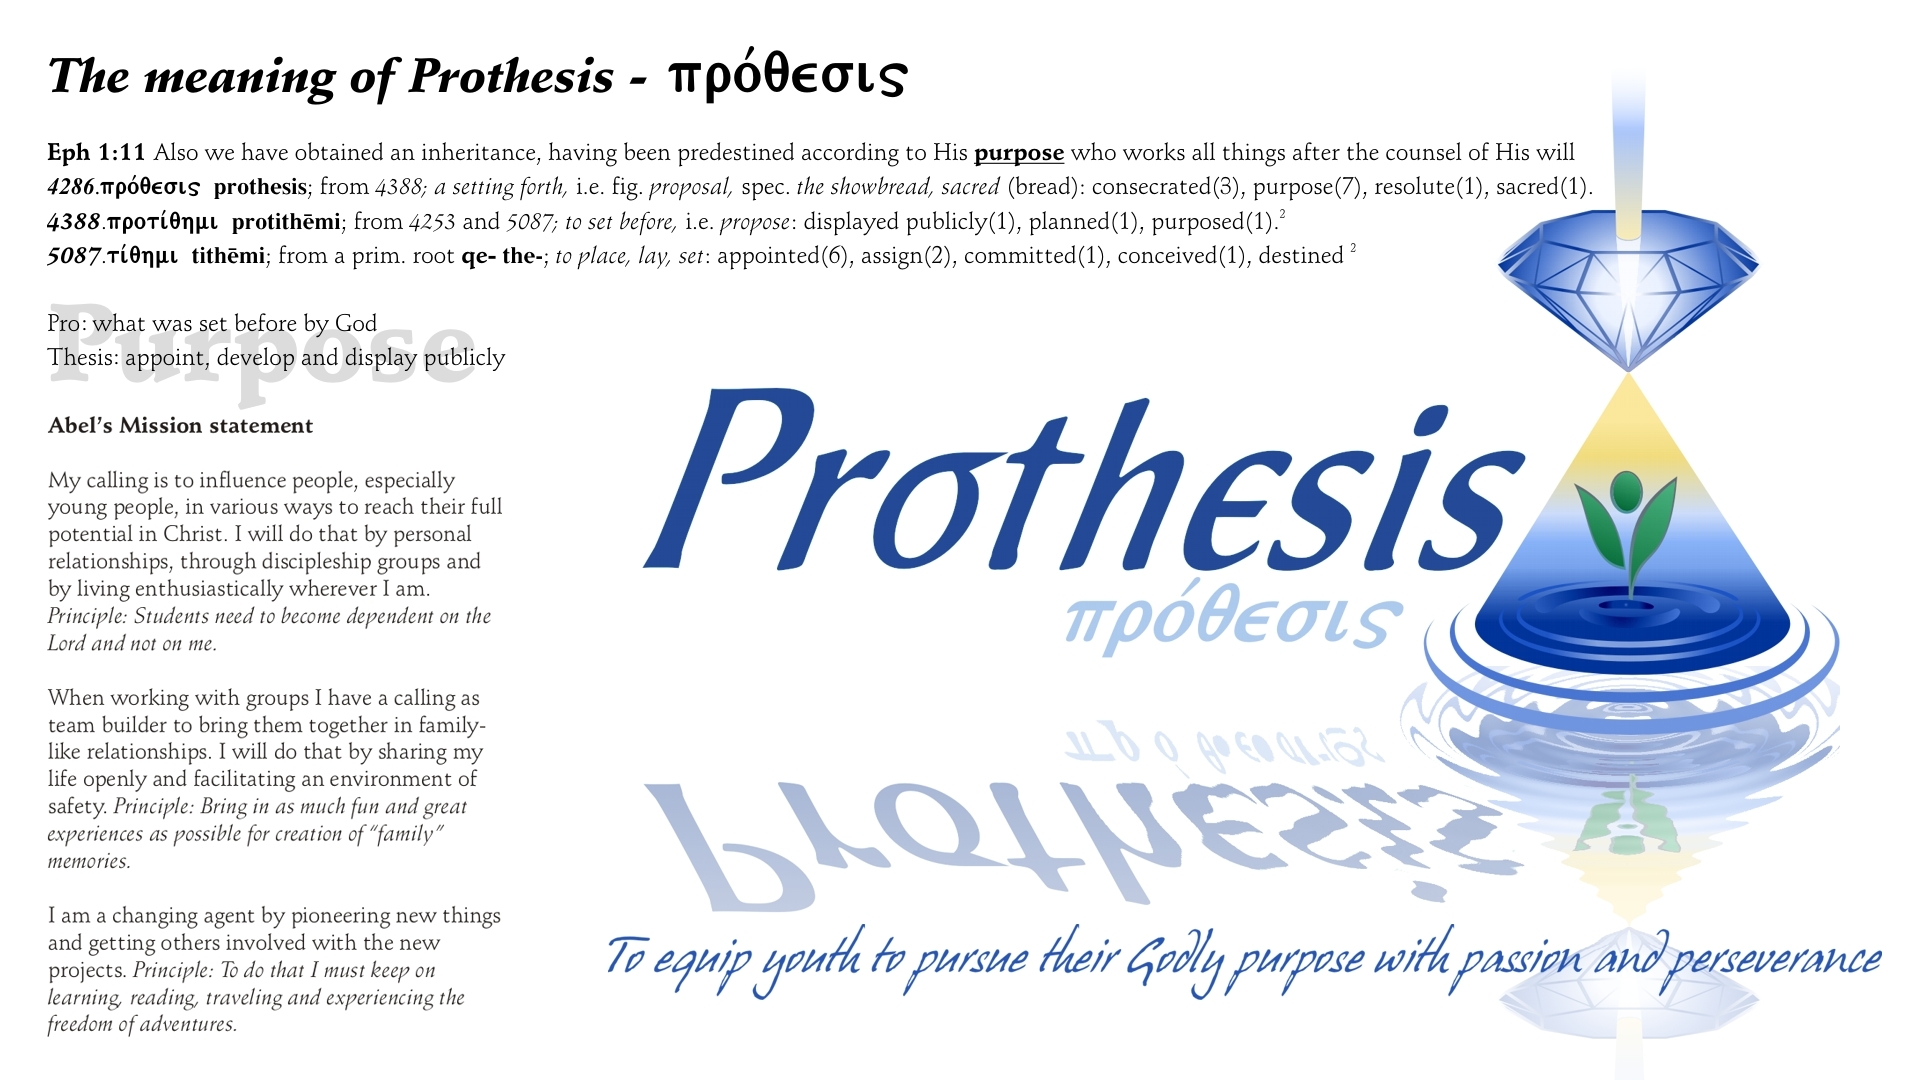 The meaning of Prothesis - πρόθεσις
Eph 1:11 Also we have obtained an inheritance, having been predestined according to His purpose who works all things after the counsel of His will
4286.πρόθεσις prothesis; from 4388; a setting forth, i.e. fig. proposal, spec. the showbread, sacred (bread): consecrated(3), purpose(7), resolute(1), sacred(1).
4388.προτίθημι protithēmi; from 4253 and 5087; to set before, i.e. propose: displayed publicly(1), planned(1), purposed(1).2
5087.τίθημι tithēmi; from a prim. root qe- the-; to place, lay, set: appointed(6), assign(2), committed(1), conceived(1), destined 2
Purpose
Pro: what was set before by God
Thesis: appoint, develop and display publicly
Abel's Mission statement
My calling is to influence people, especially
young people, in various ways to reach their full
potential in Christ. I will do that by personal
relationships, through discipleship groups and
by living enthusiastically wherever I am.
Principle: Students need to become dependent on the
Lord and not on me.
When working with groups I have a calling as
team builder to bring them together in family-
like relationships. I will do that by sharing my
life openly and facilitating an environment of
safety. Principle: Bring in as much fun and great
experiences as possible for creation of "family"
memories.
I am a changing agent by pioneering new things
and getting others involved with the new
projects. Principle: To do that I must keep on
learning, reading, traveling and experiencing the
freedom of adventures.
Prothesis
πρόθεσις
To equip youth to pursue their Godly purpose with passion and perseverance